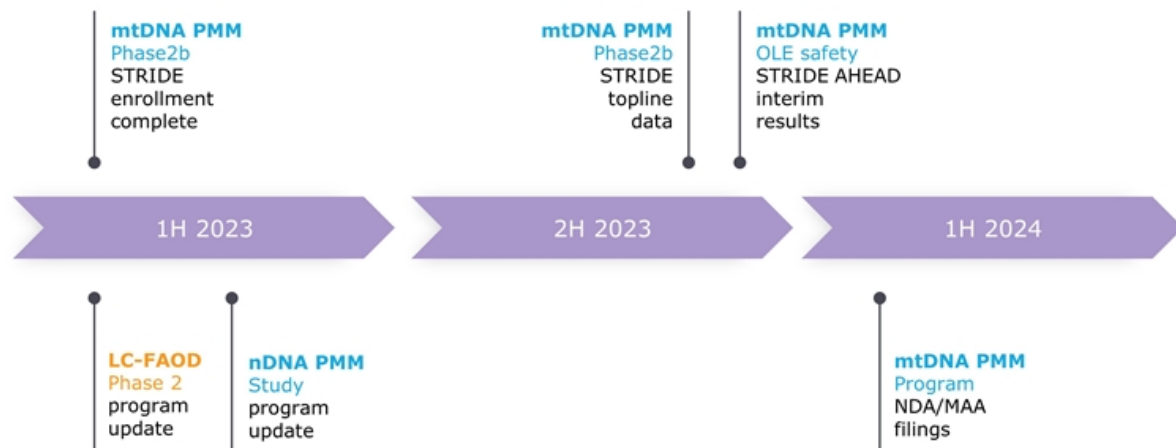 mtDNA PMM
Phase2b
STRIDE
enrollment
complete
mtDNA PMM
Phase2b
STRIDE
topline
data
mtDNA PMM
OLE safety
STRIDE AHEAD
interim
results
1H 2023
2H 2023
1H 2024
LC-FAOD
Phase 2
program
update
nDNA PMM
Study
program
update
mtDNA PMM
Program
NDA/MAA
filings